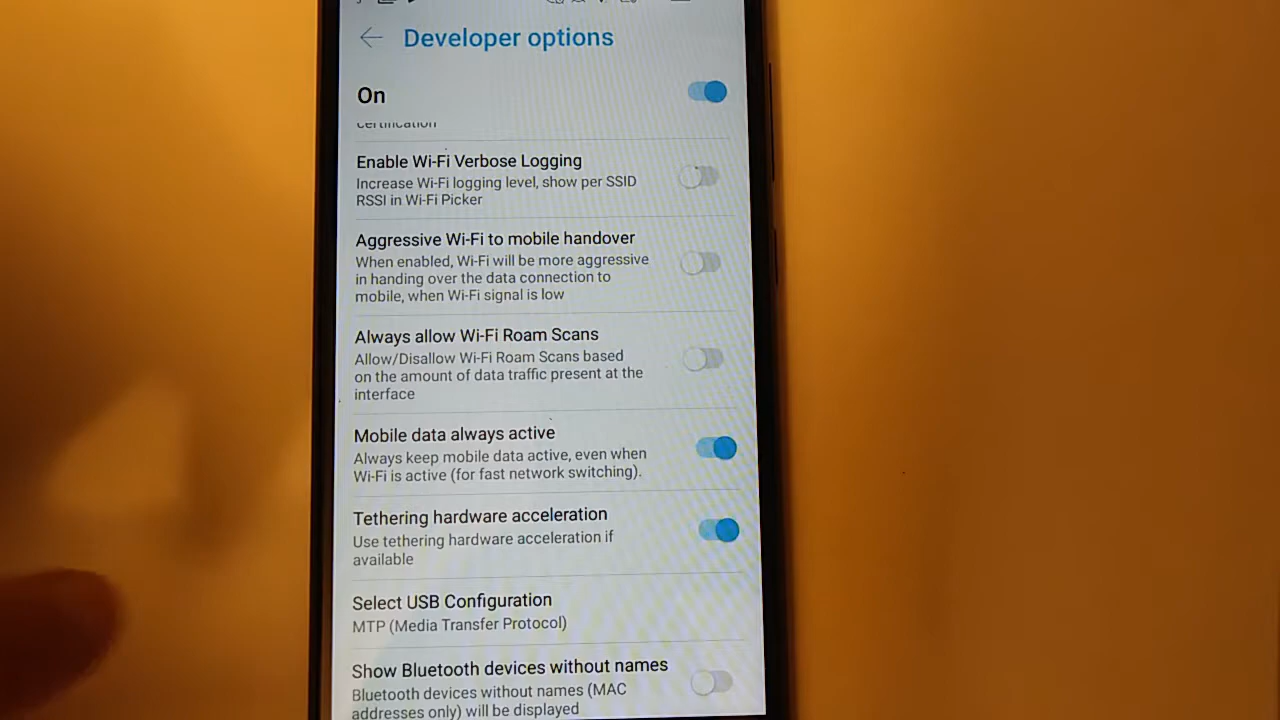 Developer options
On
certification
Enable Wi-Fi Verbose Logging
Increase Wi-Fi logging level, show per SSID
RSSI in Wi-Fi Picker
Aggressive Wi-Fi to mobile handover
When enabled, Wi-Fi will be more aggressive
in handing over the data connection to
mobile, when Wi-Fi signal is low
Always allow Wi-Fi Roam Scans
Allow/Disallow Wi-Fi Roam Scans based
on the amount of data traffic present at the
interface
Mobile data always active
Always keep mobile data active, even when
Wi-Fi is active (for fast network switching).
Tethering hardware acceleration
Use tethering hardware acceleration if
available
Select USB Configuration
MTP (Media Transfer Protocol)
Show Bluetooth devices without names
Bluetooth devices without names (MAC
addresses only) will be displayed